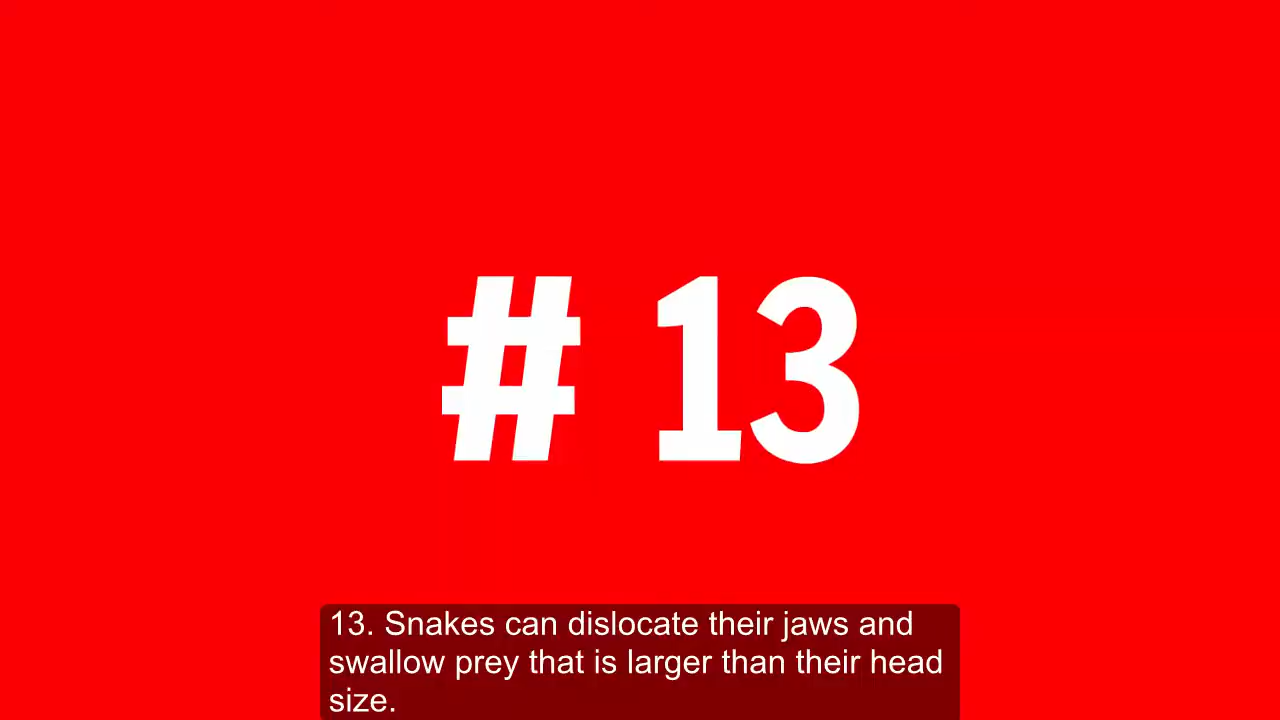 # 13
13. Snakes can dislocate their jaws and
swallow prey that is larger than their head
size.